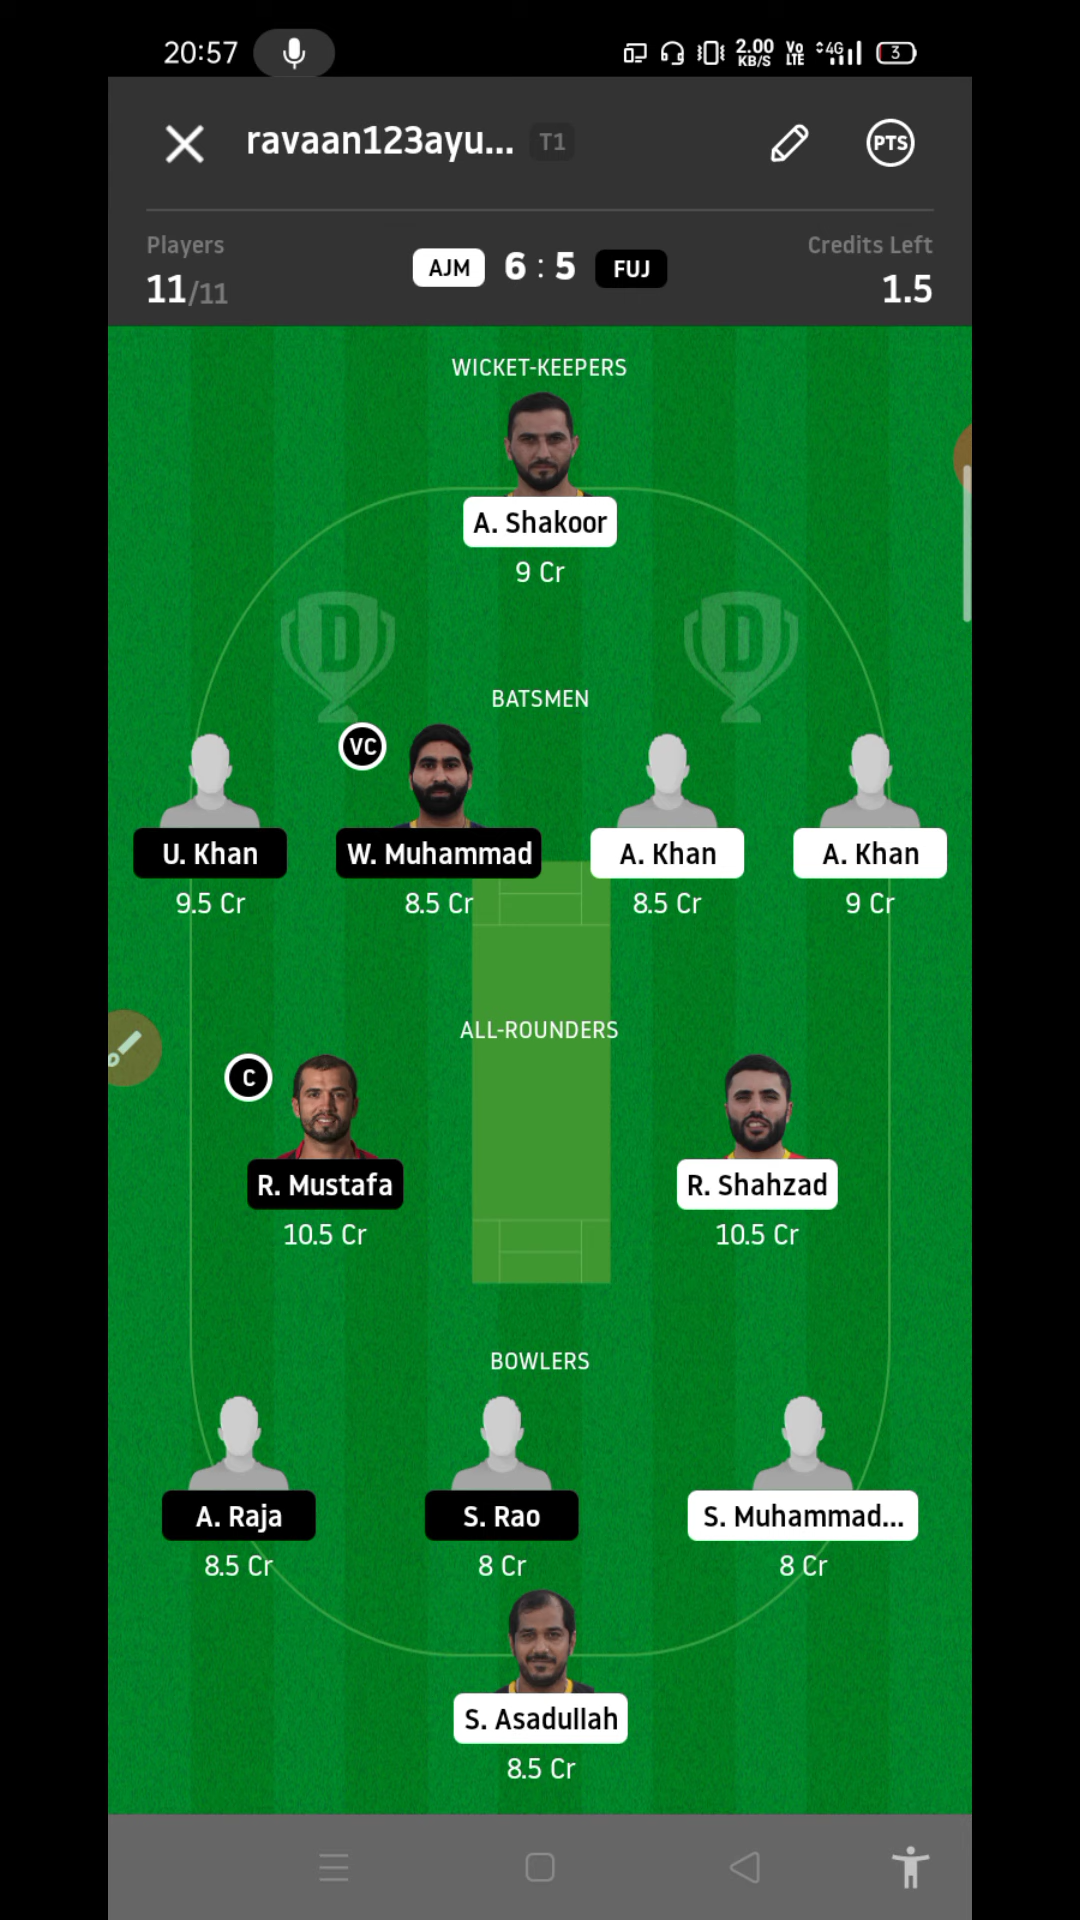 20:57
2.00 KB/S
Vo LTE
4G
3
ravaan123ayu...
T1
PTS
Players
11/11
AJM 6 : 5 FUJ
Credits Left
1.5
WICKET-KEEPERS
A. Shakoor
9 Cr
D D
BATSMEN
VC
U. Khan W. Muhammad A. Khan A. Khan
9.5 Cr 8.5 Cr 8.5 Cr 9 Cr
ALL-ROUNDERS
C
R. Mustafa R. Shahzad
10.5 Cr 10.5 Cr
BOWLERS
A. Raja S. Rao S. Muhammad...
8.5 Cr 8 Cr 8 Cr
S. Asadullah
8.5 Cr